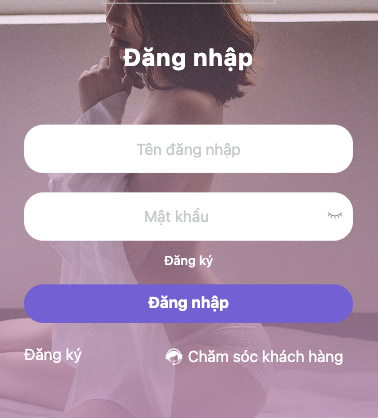 Đăng nhập
Tên đăng nhập
Mật khẩu
Đăng ký
Đăng nhập
Đăng ký
Chăm sóc khách hàng